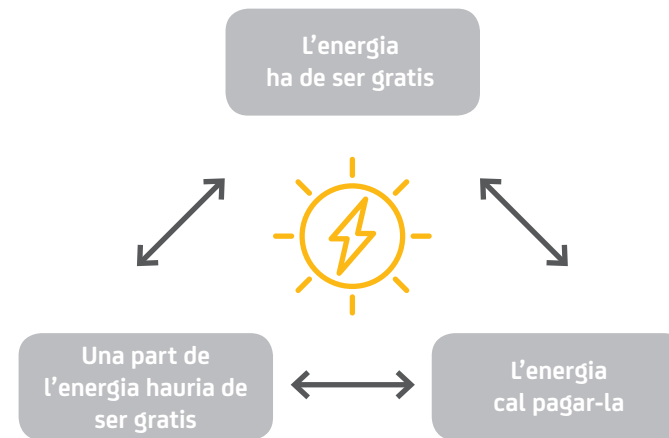 L’energia
ha de ser gratis
Una part de
l’energia hauria de
ser gratis
L’energia
cal pagar-la